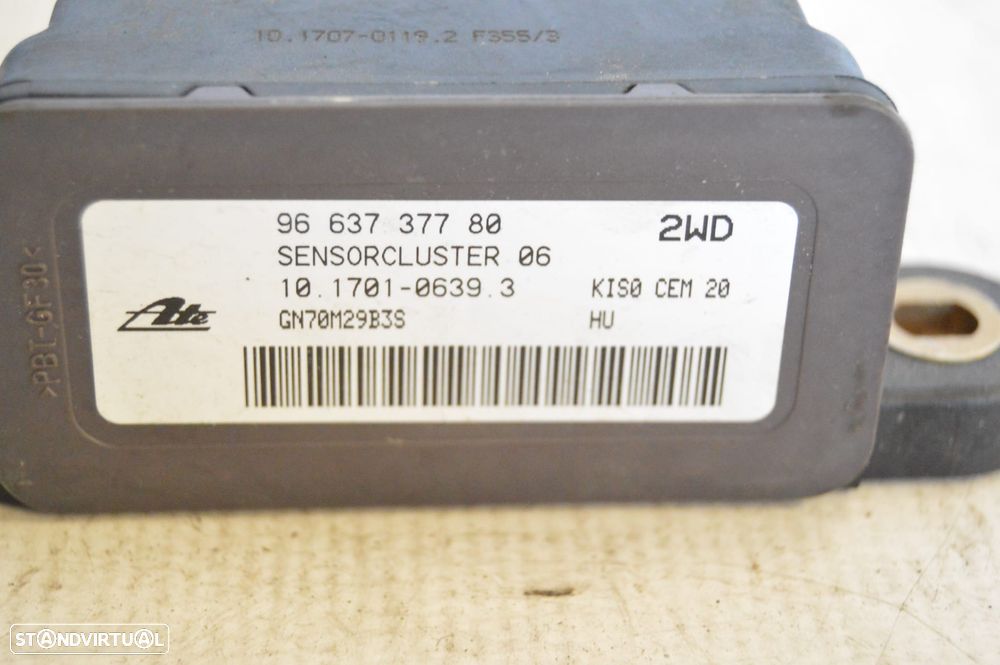 10.1707-0119.2 F355/3
96 637 377 80 2WD
SENSORCLUSTER 06
10.1701-0639.3 KIS0 CEM 20
Ate
GN70M29B3S HU
>PBT-GF30<
STANDVIRTUAL